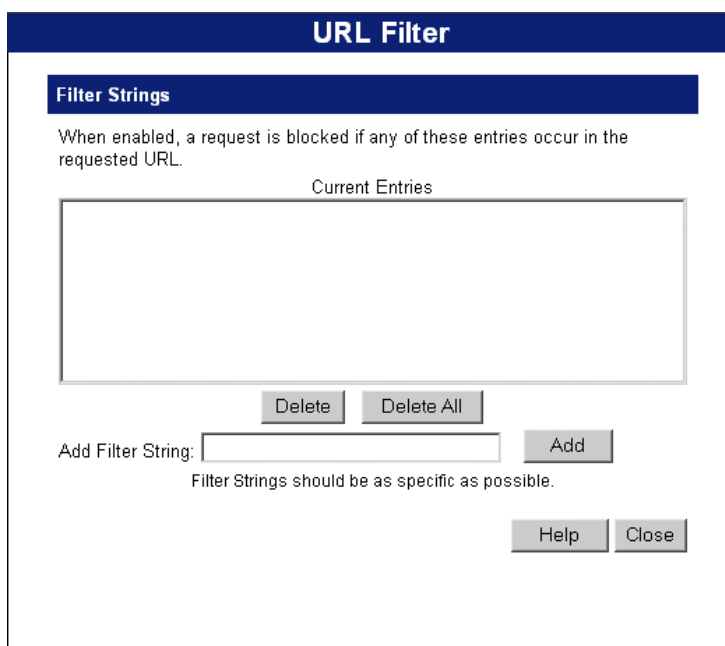 URL Filter
Filter Strings
When enabled, a request is blocked if any of these entries occur in the
requested URL.
Current Entries
Delete Delete All
Add Filter String: Add
Filter Strings should be as specific as possible.
Help Close